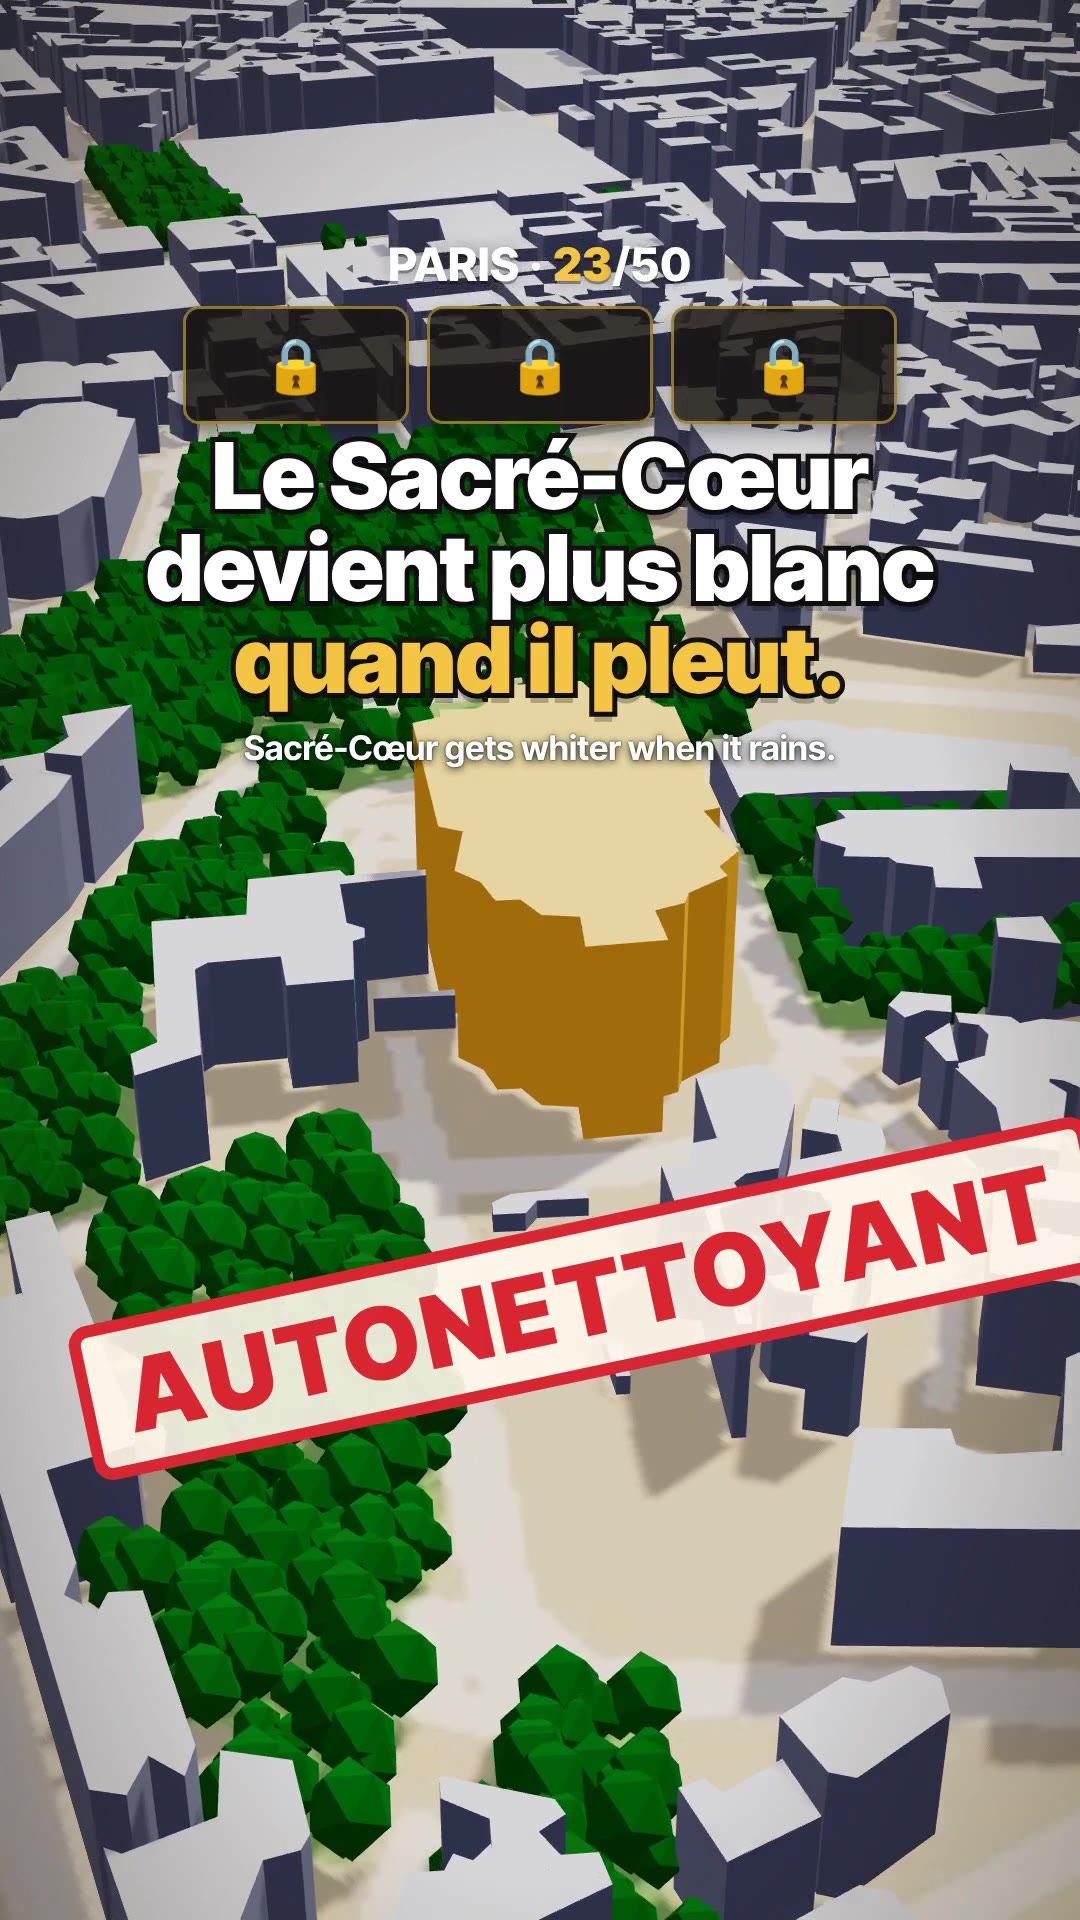 PARIS · 23/50
Le Sacré-Cœur
devient plus blanc
quand il pleut.
Sacré-Cœur gets whiter when it rains.
AUTONETTOYANT